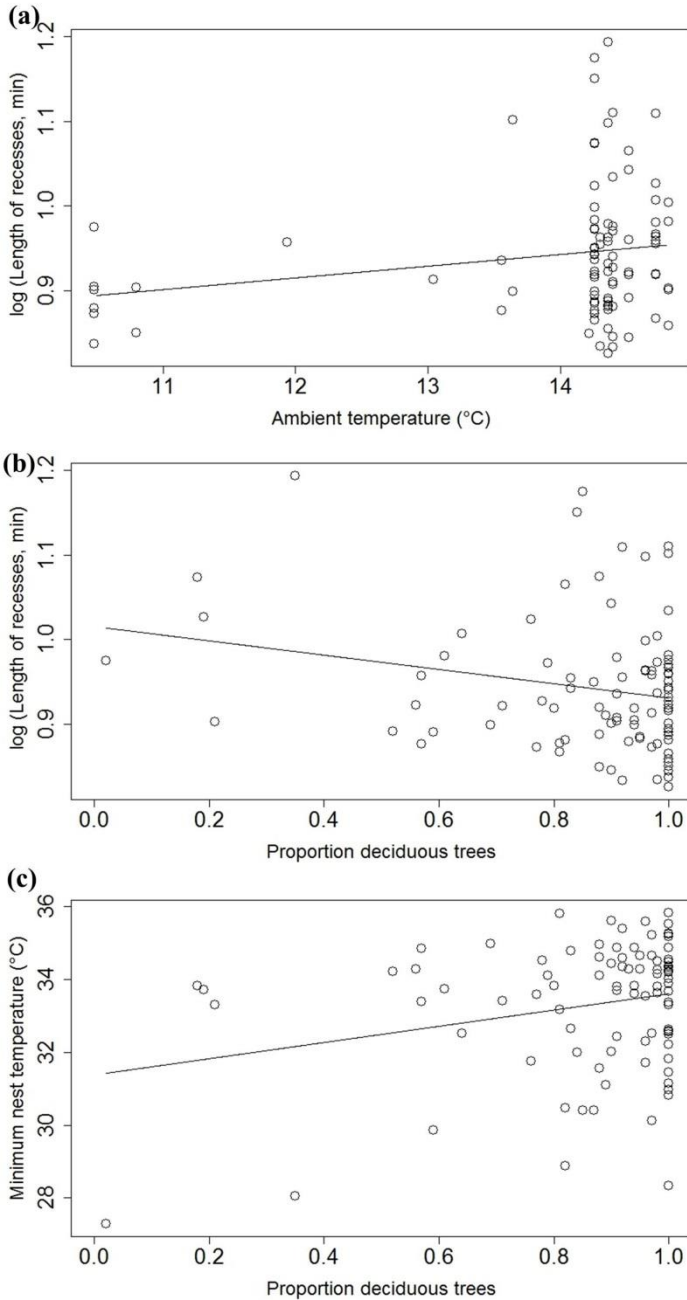 (a)
log (Length of recesses, min)
1.2
1.1
1.0
0.9
11 12 13 14
Ambient temperature (°C)
(b)
log (Length of recesses, min)
1.2
1.1
1.0
0.9
0.0 0.2 0.4 0.6 0.8 1.0
Proportion deciduous trees
(c)
Minimum nest temperature (°C)
36
34
32
30
28
0.0 0.2 0.4 0.6 0.8 1.0
Proportion deciduous trees